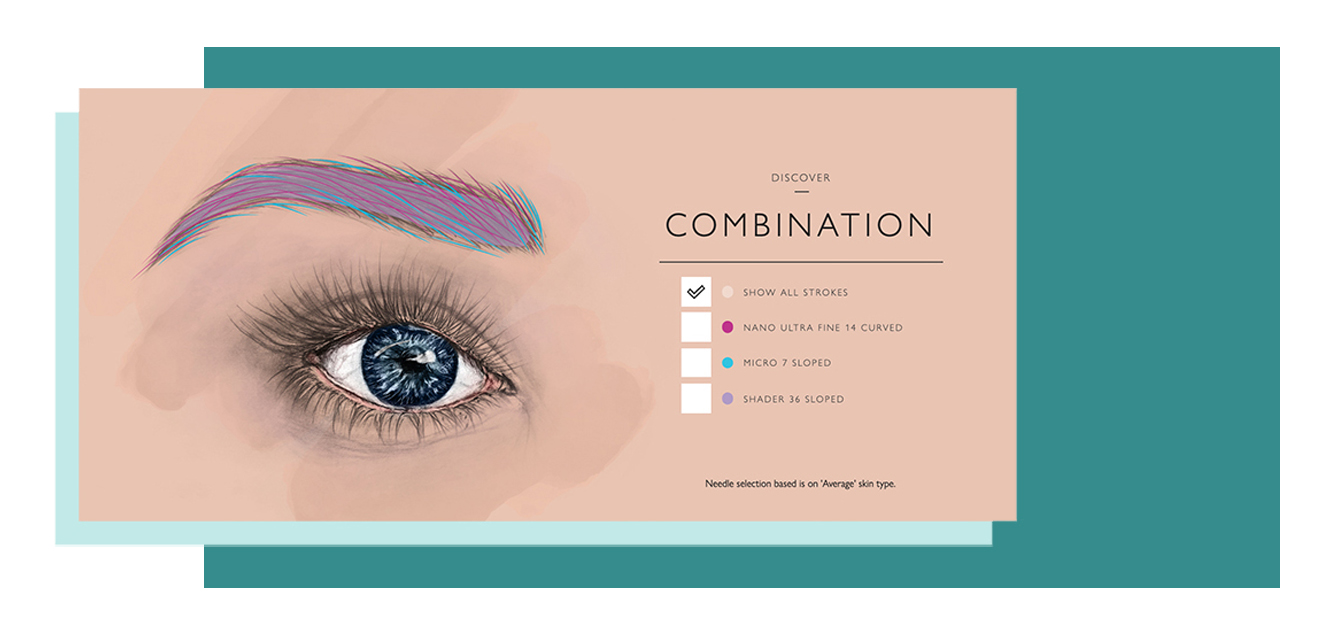 DISCOVER
COMBINATION
SHOW ALL STROKES
NANO ULTRA FINE 14 CURVED
MICRO 7 SLOPED
SHADER 36 SLOPED
Needle selection based is on 'Average' skin type.